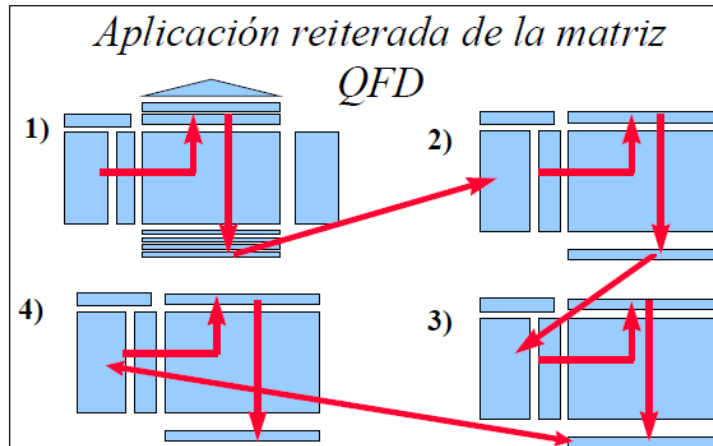 Aplicación reiterada de la matriz
QFD
1)
2)
4)
3)